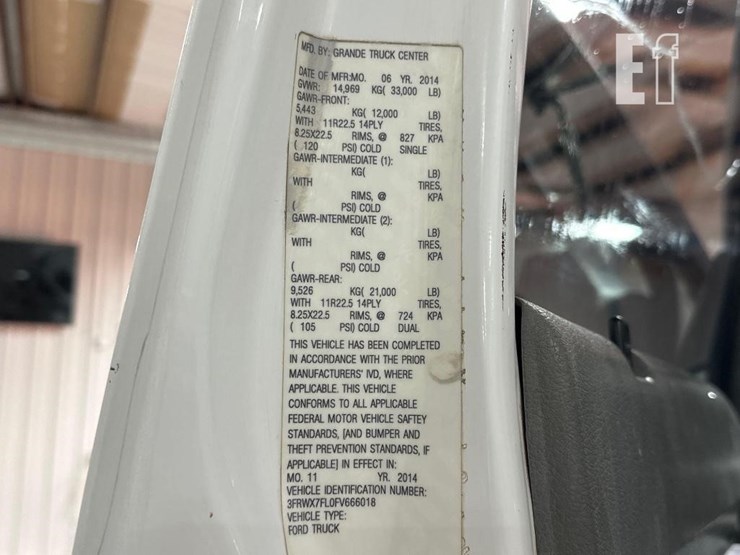 Ef
MFD. BY: GRANDE TRUCK CENTER
DATE OF MFR:MO. 06 YR. 2014
GVWR: 14,969 KG( 33,000 LB)
GAWR-FRONT:
5,443 KG( 12,000 LB)
WITH 11R22.5 14PLY TIRES,
8.25X22.5 RIMS, @ 827 KPA
( 120 PSI) COLD SINGLE
GAWR-INTERMEDIATE (1):
KG( LB)
WITH TIRES,
RIMS, @ KPA
( PSI) COLD
GAWR-INTERMEDIATE (2):
KG( LB)
WITH TIRES,
RIMS, @ KPA
( PSI) COLD
GAWR-REAR:
9,526 KG( 21,000 LB)
WITH 11R22.5 14PLY TIRES,
8.25X22.5 RIMS, @ 724 KPA
( 105 PSI) COLD DUAL
THIS VEHICLE HAS BEEN COMPLETED
IN ACCORDANCE WITH THE PRIOR
MANUFACTURERS' IVD, WHERE
APPLICABLE. THIS VEHICLE
CONFORMS TO ALL APPLICABLE
FEDERAL MOTOR VEHICLE SAFTEY
STANDARDS, [AND BUMPER AND
THEFT PREVENTION STANDARDS, IF
APPLICABLE] IN EFFECT IN:
MO. 11 YR. 2014
VEHICLE IDENTIFICATION NUMBER:
3FRWX7FL0FV666018
VEHICLE TYPE:
FORD TRUCK